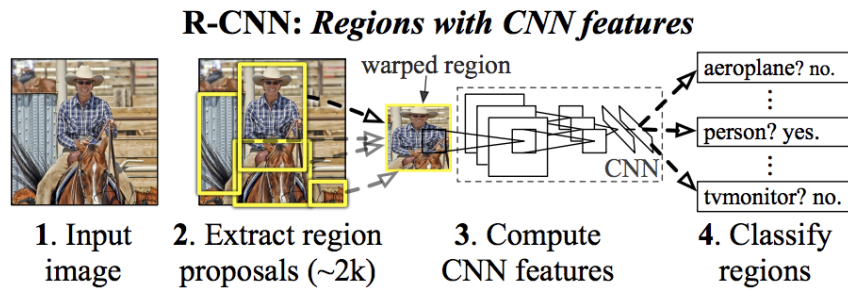 R-CNN: Regions with CNN features
warped region
CNN
aeroplane? no.
⋮
person? yes.
⋮
tvmonitor? no.
1. Input
image
2. Extract region
proposals (~2k)
3. Compute
CNN features
4. Classify
regions